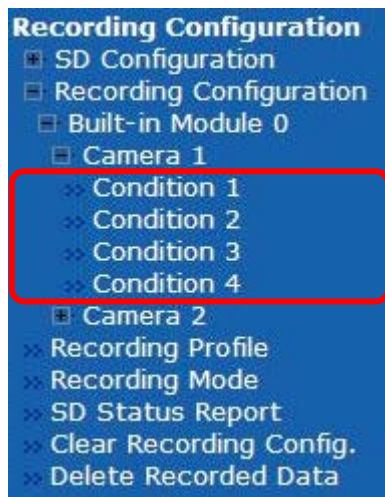 Recording Configuration
SD Configuration
Recording Configuration
Built-in Module 0
Camera 1
Condition 1
Condition 2
Condition 3
Condition 4
Camera 2
Recording Profile
Recording Mode
SD Status Report
Clear Recording Config.
Delete Recorded Data